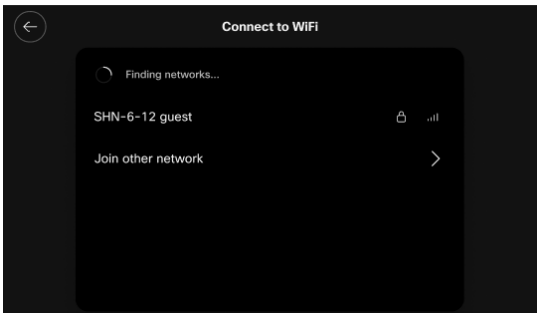 Connect to WiFi
Finding networks...
SHN-6-12 guest
Join other network